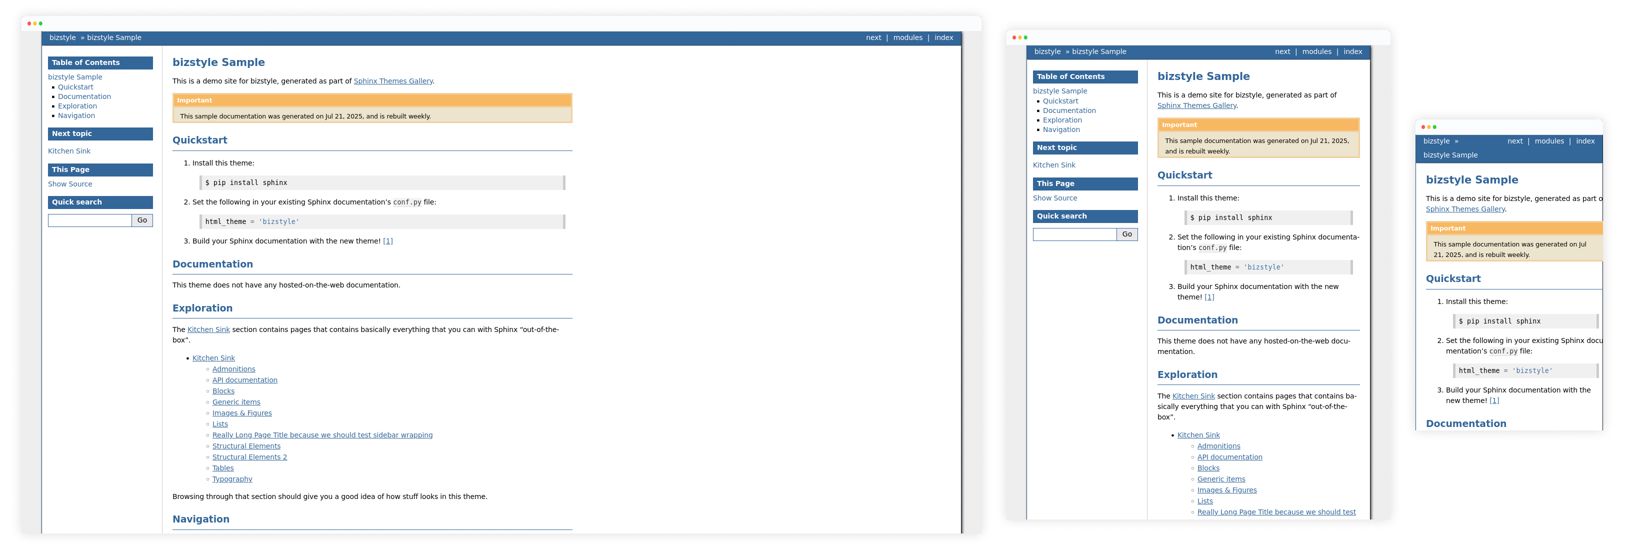 bizstyle » bizstyle Sample
next | modules | index
Table of Contents
bizstyle Sample
Quickstart
Documentation
Exploration
Navigation
Next topic
Kitchen Sink
This Page
Show Source
Quick search
Go
bizstyle Sample
This is a demo site for bizstyle, generated as part of Sphinx Themes Gallery.
Important
This sample documentation was generated on Jul 21, 2025, and is rebuilt weekly.
Quickstart
1. Install this theme:
$ pip install sphinx
2. Set the following in your existing Sphinx documentation’s conf.py file:
html_theme = 'bizstyle'
3. Build your Sphinx documentation with the new theme! [1]
Documentation
This theme does not have any hosted-on-the-web documentation.
Exploration
The Kitchen Sink section contains pages that contains basically everything that you can with Sphinx “out-of-the-
box”.
Kitchen Sink
Admonitions
API documentation
Blocks
Generic items
Images & Figures
Lists
Really Long Page Title because we should test sidebar wrapping
Structural Elements
Structural Elements 2
Tables
Typography
Browsing through that section should give you a good idea of how stuff looks in this theme.
Navigation
bizstyle » bizstyle Sample
next | modules | index
Table of Contents
bizstyle Sample
Quickstart
Documentation
Exploration
Navigation
Next topic
Kitchen Sink
This Page
Show Source
Quick search
Go
bizstyle Sample
This is a demo site for bizstyle, generated as part of
Sphinx Themes Gallery.
Important
This sample documentation was generated on Jul 21, 2025,
and is rebuilt weekly.
Quickstart
1. Install this theme:
$ pip install sphinx
2. Set the following in your existing Sphinx documenta-
tion’s conf.py file:
html_theme = 'bizstyle'
3. Build your Sphinx documentation with the new
theme! [1]
Documentation
This theme does not have any hosted-on-the-web docu-
mentation.
Exploration
The Kitchen Sink section contains pages that contains ba-
sically everything that you can with Sphinx “out-of-the-
box”.
Kitchen Sink
Admonitions
API documentation
Blocks
Generic items
Images & Figures
Lists
Really Long Page Title because we should test
bizstyle »
next | modules | index
bizstyle Sample
bizstyle Sample
This is a demo site for bizstyle, generated as part o
Sphinx Themes Gallery.
Important
This sample documentation was generated on Jul
21, 2025, and is rebuilt weekly.
Quickstart
1. Install this theme:
$ pip install sphinx
2. Set the following in your existing Sphinx docu
mentation’s conf.py file:
html_theme = 'bizstyle'
3. Build your Sphinx documentation with the
new theme! [1]
Documentation